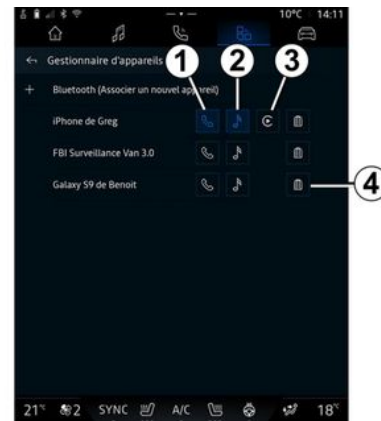 10°C 14:11
Gestionnaire d'appareils
1 2 3
+ Bluetooth (Associer un nouvel appareil)
iPhone de Greg
FBI Surveillance Van 3.0
Galaxy S9 de Benoit
4
21° 2 SYNC A/C 18°